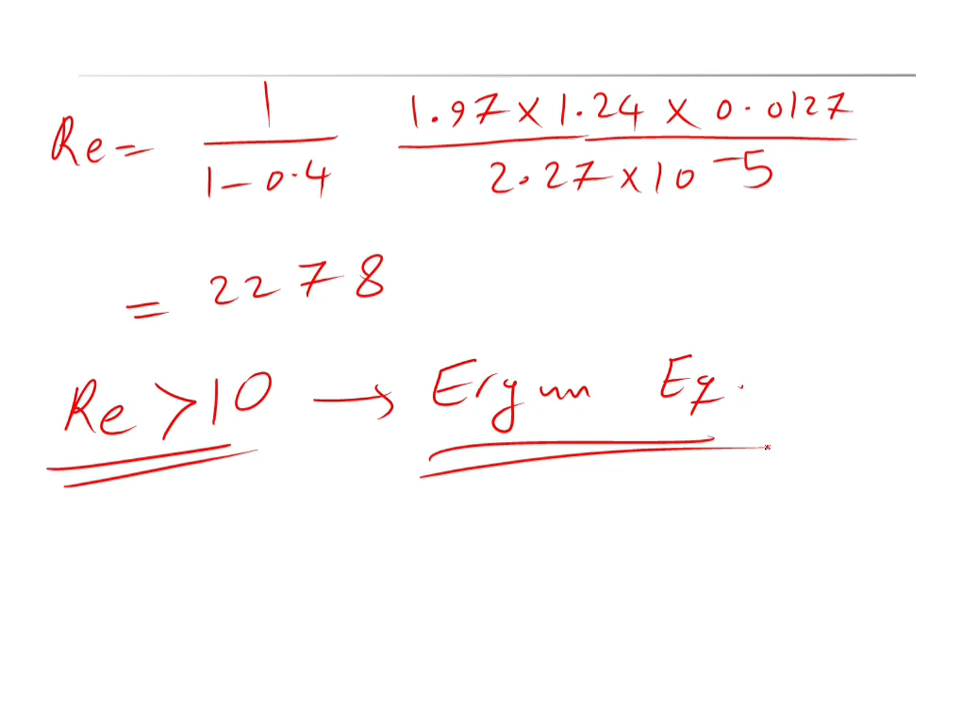 Re = 1 / (1 - 0.4) 1.97 × 1.24 × 0.0127 / 2.27 × 10^-5
= 2278
Re > 10 → Ergun Eq.